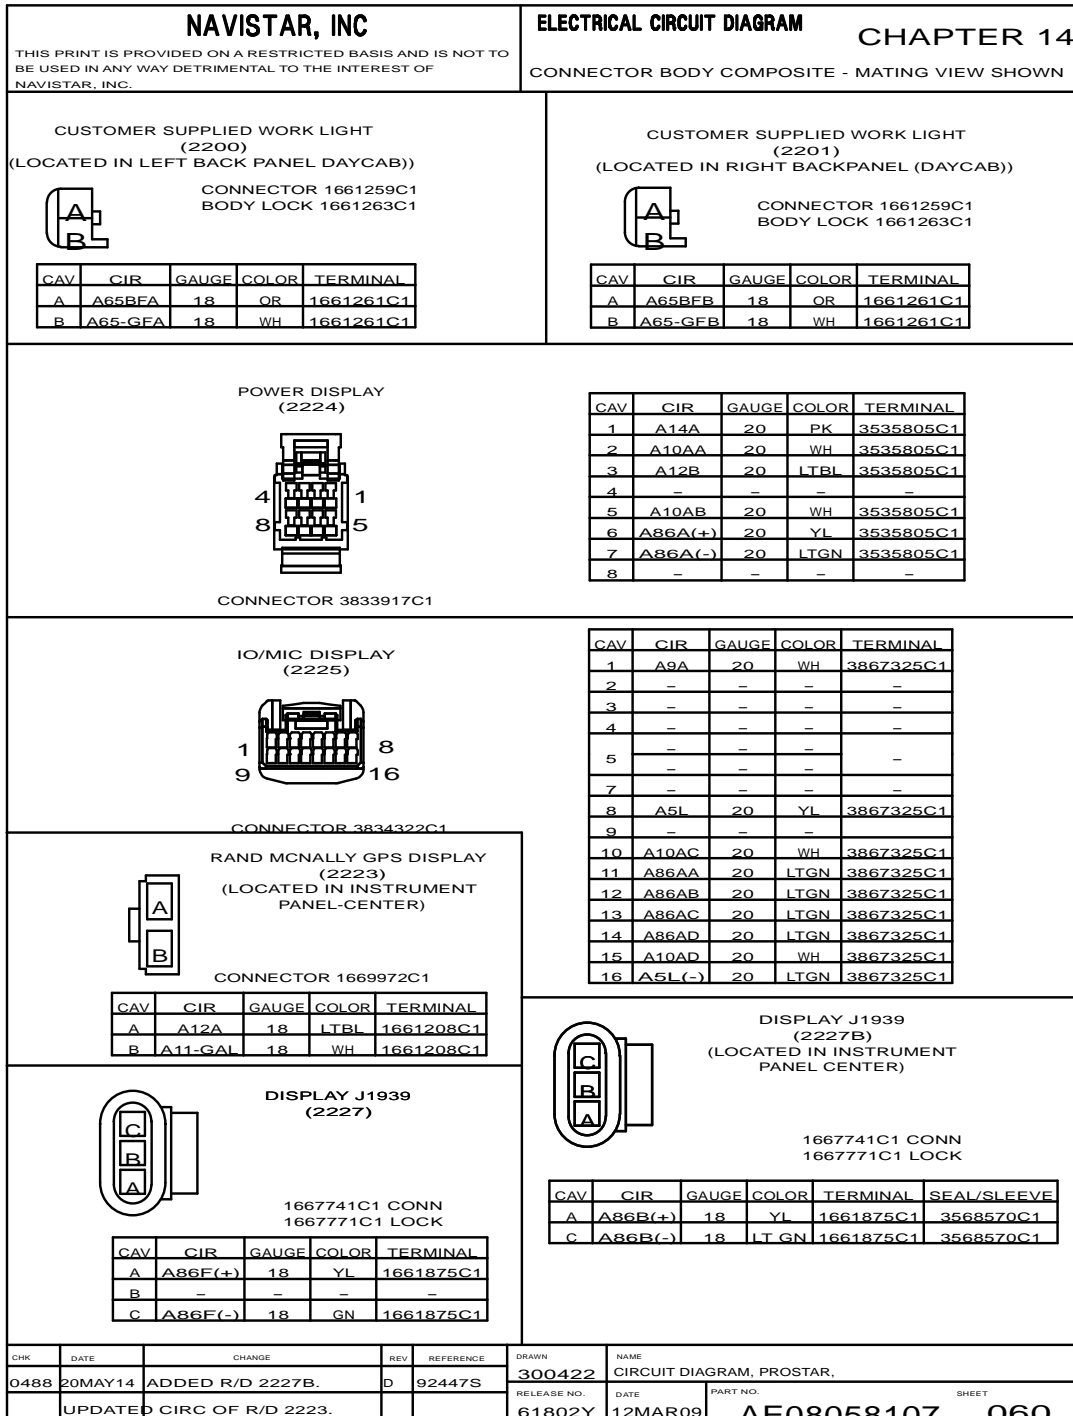 NAVISTAR, INC
THIS PRINT IS PROVIDED ON A RESTRICTED BASIS AND IS NOT TO
BE USED IN ANY WAY DETRIMENTAL TO THE INTEREST OF
NAVISTAR, INC.
ELECTRICAL CIRCUIT DIAGRAM
CHAPTER 14
CONNECTOR BODY COMPOSITE - MATING VIEW SHOWN
CUSTOMER SUPPLIED WORK LIGHT
(2200)
(LOCATED IN LEFT BACK PANEL DAYCAB))
CONNECTOR 1661259C1
BODY LOCK 1661263C1
A
B
CAV CIR GAUGE COLOR TERMINAL
A A65BFA 18 OR 1661261C1
B A65-GFA 18 WH 1661261C1
CUSTOMER SUPPLIED WORK LIGHT
(2201)
(LOCATED IN RIGHT BACKPANEL (DAYCAB))
CONNECTOR 1661259C1
BODY LOCK 1661263C1
A
B
CAV CIR GAUGE COLOR TERMINAL
A A65BFB 18 OR 1661261C1
B A65-GFB 18 WH 1661261C1
POWER DISPLAY
(2224)
4 1
8 5
CONNECTOR 3833917C1
CAV CIR GAUGE COLOR TERMINAL
1 A14A 20 PK 3535805C1
2 A10AA 20 WH 3535805C1
3 A12B 20 LTBL 3535805C1
4 – – – –
5 A10AB 20 WH 3535805C1
6 A86A(+) 20 YL 3535805C1
7 A86A(-) 20 LTGN 3535805C1
8 – – – –
IO/MIC DISPLAY
(2225)
1 8
9 16
CONNECTOR 3834322C1
CAV CIR GAUGE COLOR TERMINAL
1 A9A 20 WH 3867325C1
2 – – – –
3 – – – –
4 – – – –
– – –
5 –
– – –
7 – – – –
8 A5L 20 YL 3867325C1
9 – – –
10 A10AC 20 WH 3867325C1
11 A86AA 20 LTGN 3867325C1
12 A86AB 20 LTGN 3867325C1
13 A86AC 20 LTGN 3867325C1
14 A86AD 20 LTGN 3867325C1
15 A10AD 20 WH 3867325C1
16 A5L(-) 20 LTGN 3867325C1
RAND MCNALLY GPS DISPLAY
(2223)
(LOCATED IN INSTRUMENT
PANEL-CENTER)
A
B
CONNECTOR 1669972C1
CAV CIR GAUGE COLOR TERMINAL
A A12A 18 LTBL 1661208C1
B A11-GAL 18 WH 1661208C1
DISPLAY J1939
(2227B)
(LOCATED IN INSTRUMENT
PANEL CENTER)
C
B
A
1667741C1 CONN
1667771C1 LOCK
CAV CIR GAUGE COLOR TERMINAL SEAL/SLEEVE
A A86B(+) 18 YL 1661875C1 3568570C1
C A86B(-) 18 LT GN 1661875C1 3568570C1
DISPLAY J1939
(2227)
C
B
A
1667741C1 CONN
1667771C1 LOCK
CAV CIR GAUGE COLOR TERMINAL
A A86F(+) 18 YL 1661875C1
B – – – –
C A86F(-) 18 GN 1661875C1
CHK DATE CHANGE REV REFERENCE
0488 20MAY14 ADDED R/D 2227B. D 92447S
UPDATED CIRC OF R/D 2223.
DRAWN
300422
NAME
CIRCUIT DIAGRAM, PROSTAR,
RELEASE NO.
61802Y
DATE
12MAR09
PART NO.
AE08058107
SHEET
060